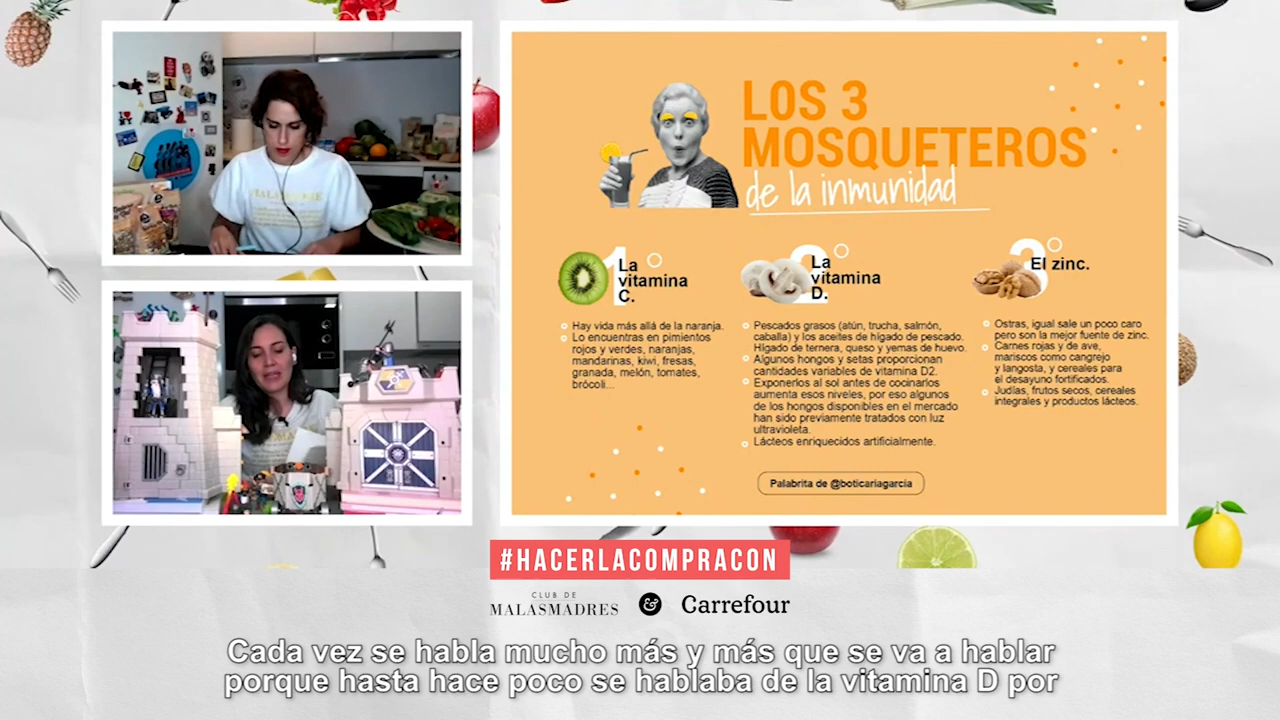 MALASMADRE
LOS 3
MOSQUETEROS
de la inmunidad
1º
La
vitamina
C.
Hay vida más allá de la naranja.
Lo encuentras en pimientos
rojos y verdes, naranjas,
mandarinas, kiwi, fresas,
granada, melón, tomates,
brócoli...
2º
La
vitamina
D.
Pescados grasos (atún, trucha, salmón,
caballa) y los aceites de hígado de pescado.
Hígado de ternera, queso y yemas de huevo.
Algunos hongos y setas proporcionan
cantidades variables de vitamina D2.
Exponerlos al sol antes de cocinarlos
aumenta esos niveles, por eso algunos
de los hongos disponibles en el mercado
han sido previamente tratados con luz
ultravioleta.
Lácteos enriquecidos artificialmente.
3º
El zinc.
Ostras, igual sale un poco caro
pero son la mejor fuente de zinc.
Carnes rojas y de ave,
mariscos como cangrejo
y langosta, y cereales para
el desayuno fortificados.
Judías, frutos secos, cereales
integrales y productos lácteos.
Palabrita de @boticariagarcia
#HACERLACOMPRACON
CLUB DE
MALASMADRES & Carrefour
Cada vez se habla mucho más y más que se va a hablar
porque hasta hace poco se hablaba de la vitamina D por